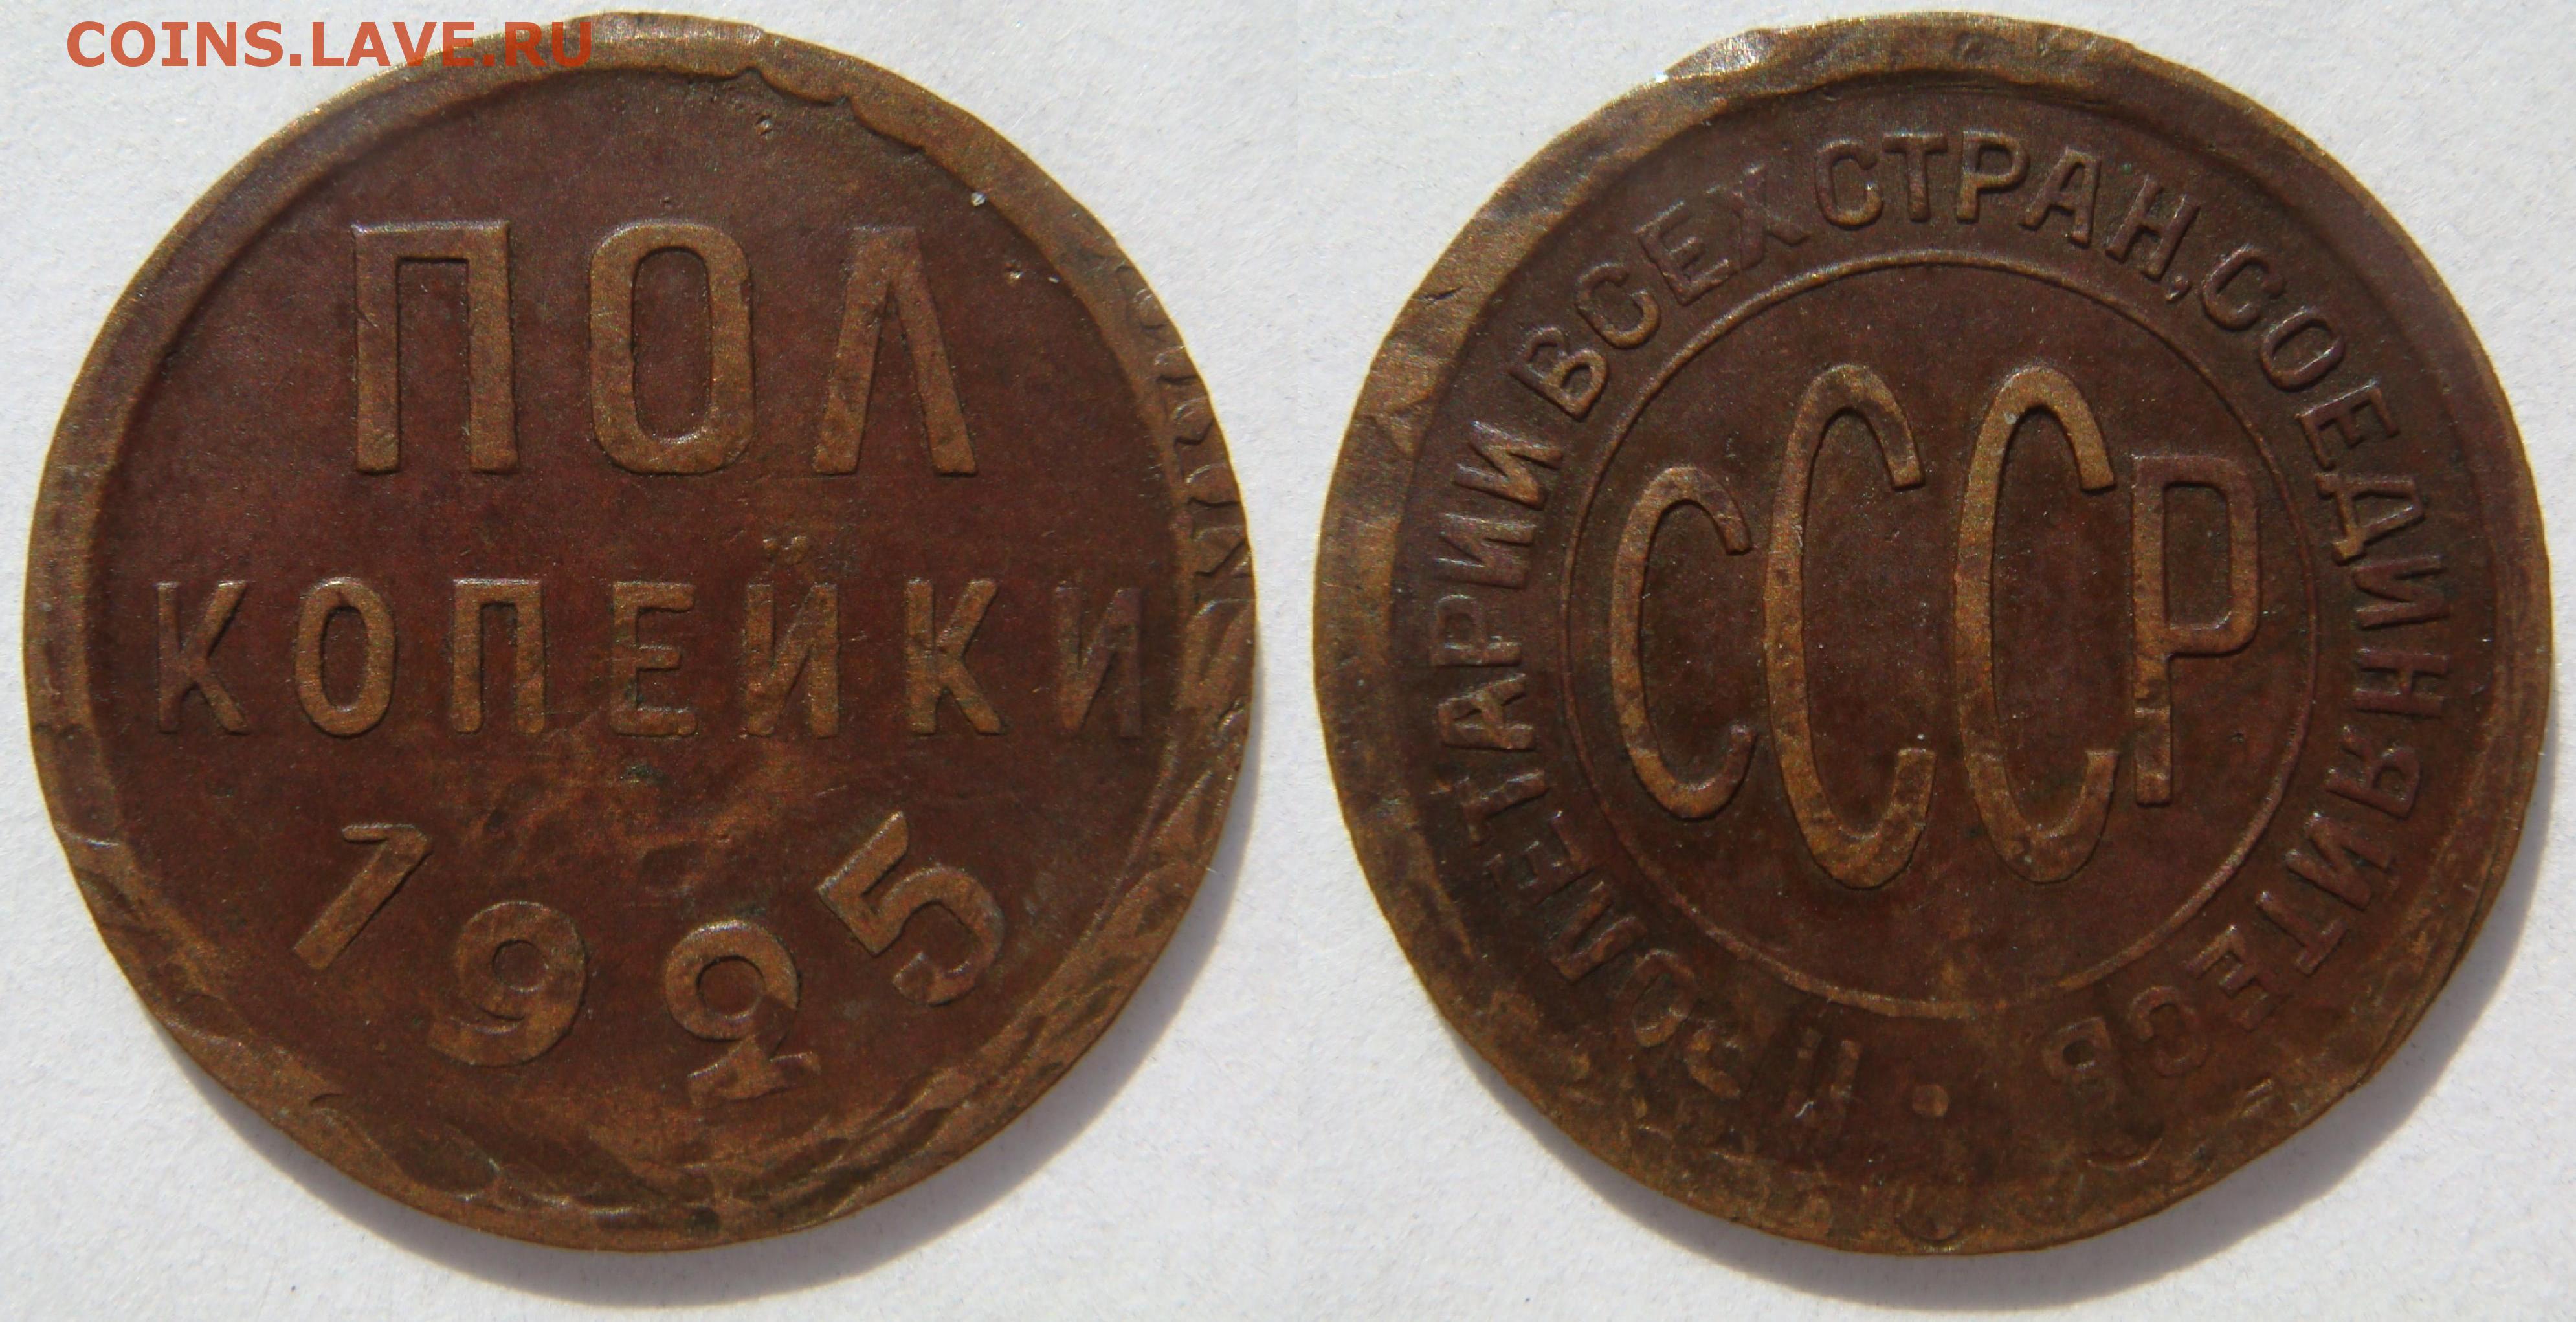 COINS.LAVE.RU
ПОЛ
КОПЕЙКИ
1925
ПРОЛЕТАРИИ ВСЕХ СТРАН, СОЕДИНЯЙТЕСЬ
СССР